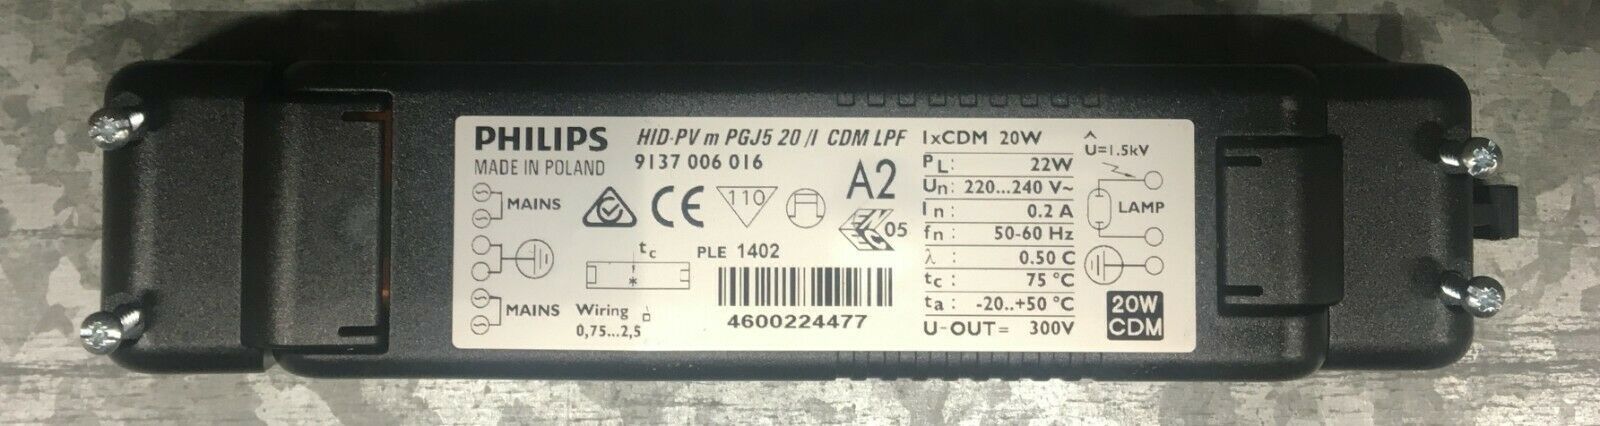 PHILIPS
MADE IN POLAND
HID-PV m PGJ5 20 /I CDM LPF
9137 006 016
MAINS
MAINS
110
A2
05
tc
PLE 1402
*
Wiring
0,75...2,5
4600224477
1xCDM 20W
PL: 22W
Un: 220...240 V~
In: 0.2 A
fn: 50-60 Hz
λ: 0.50 C
tc: 75 °C
ta: -20..+50 °C
U-OUT= 300V
Û=1.5kV
LAMP
20W
CDM